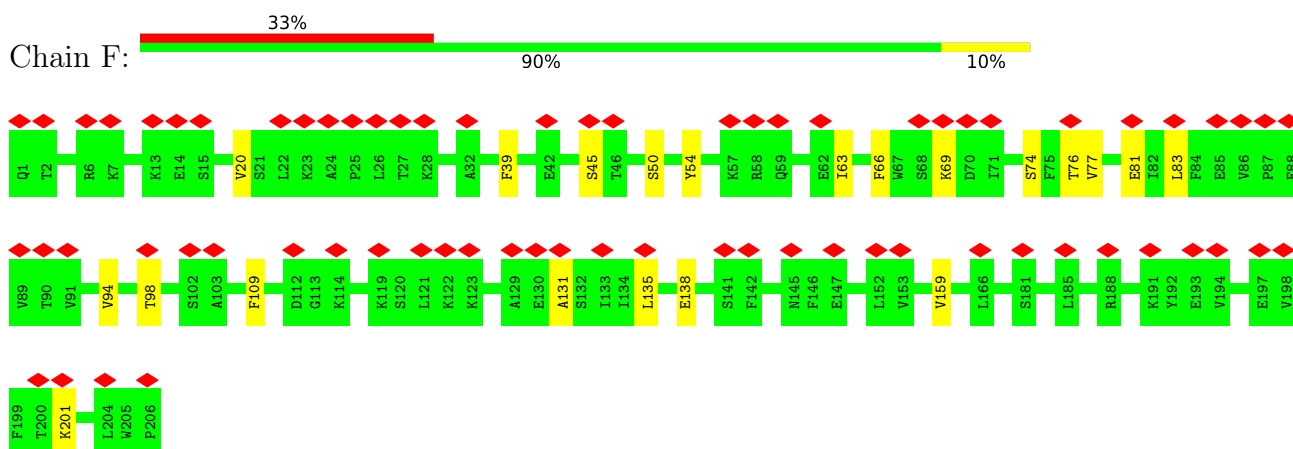 33%
Chain F:
90% 10%
Q1 T2 R6 K7 K13 E14 S15 V20 S21 L22 K23 A24 P25 L26 T27 K28 A32 F39 E42 S45 T46 S50 Y54 K57 R58 Q59 E62 I63 F66 W67 S68 K69 D70 I71 S74 F75 T76 V77 E81 I82 L83 F84 E85 V86 P87 E88
V89 T90 V91 V94 T98 S102 A103 F109 D112 G113 K114 K119 S120 L121 K122 K123 A129 E130 A131 S132 I133 I134 L135 E138 S141 F142 N145 F146 E147 L152 V153 V159 L166 S181 L185 R188 K191 Y192 E193 V194 E197 V198
F199 T200 K201 L204 W205 P206